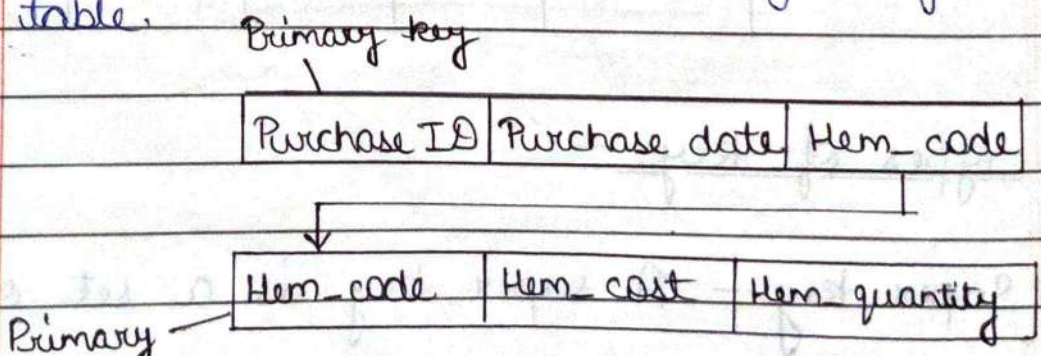 table.
Primary key
Purchase ID Purchase date Item_code
Item_code Item_cost Item_quantity
Primary